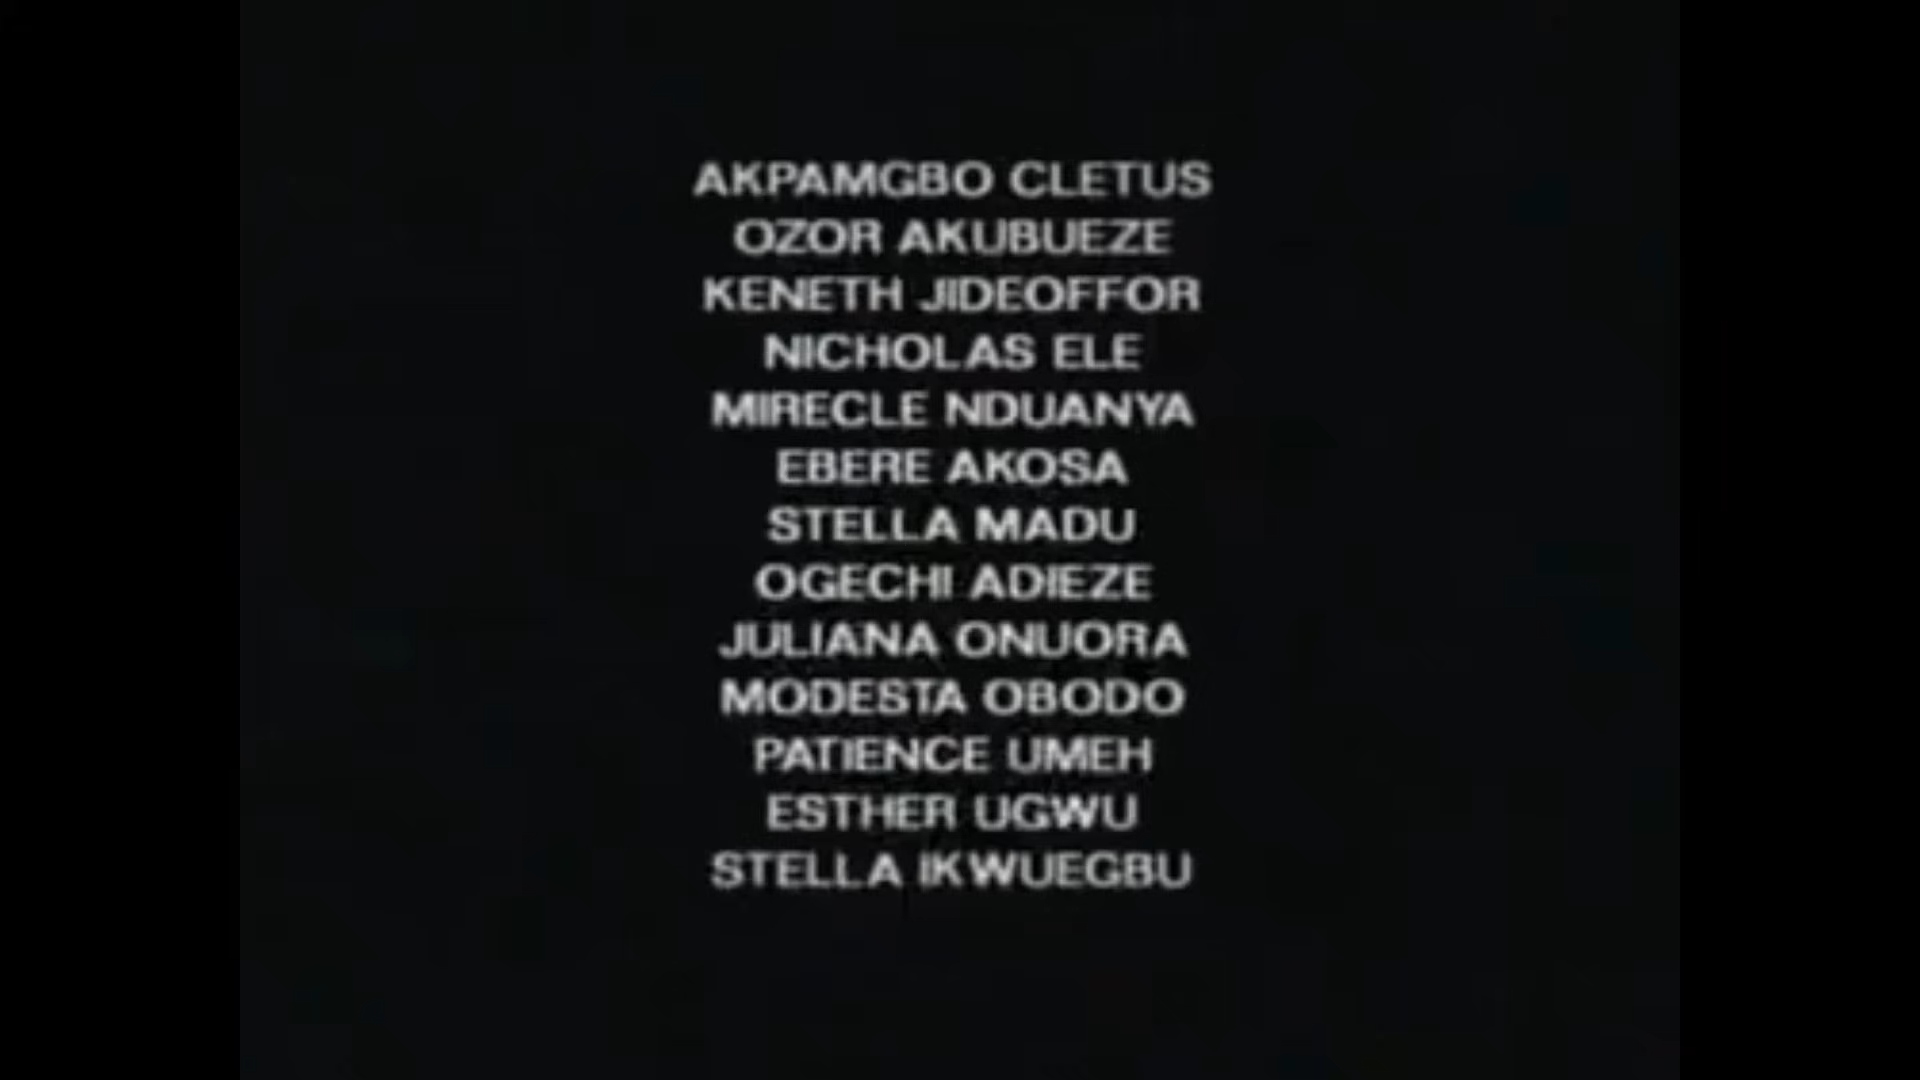 AKPAMGBO CLETUS
OZOR AKUBUEZE
KENETH JIDEOFFOR
NICHOLAS ELE
MIRECLE NDUANYA
EBERE AKOSA
STELLA MADU
OGECHI ADIEZE
JULIANA ONUORA
MODESTA OBODO
PATIENCE UMEH
ESTHER UGWU
STELLA IKWUEGBU